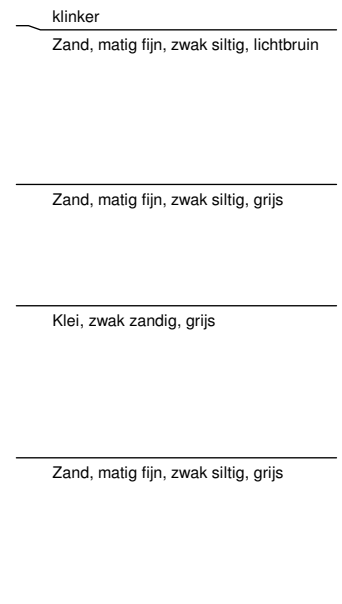 klinker
Zand, matig fijn, zwak siltig, lichtbruin
Zand, matig fijn, zwak siltig, grijs
Klei, zwak zandig, grijs
Zand, matig fijn, zwak siltig, grijs